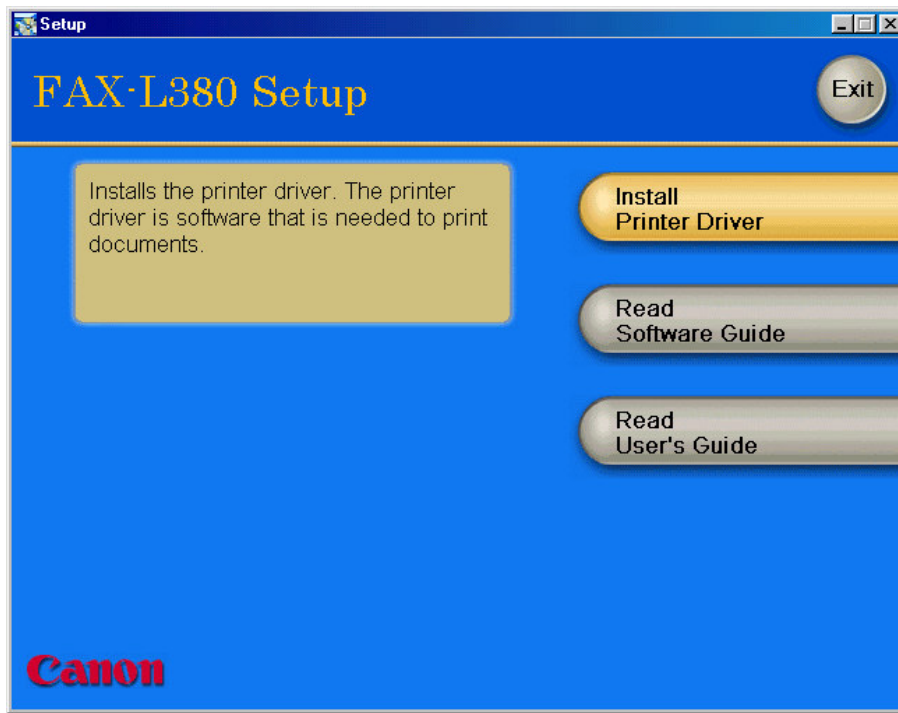 Setup
FAX-L380 Setup
Exit
Installs the printer driver. The printer
driver is software that is needed to print
documents.
Install
Printer Driver
Read
Software Guide
Read
User's Guide
Canon